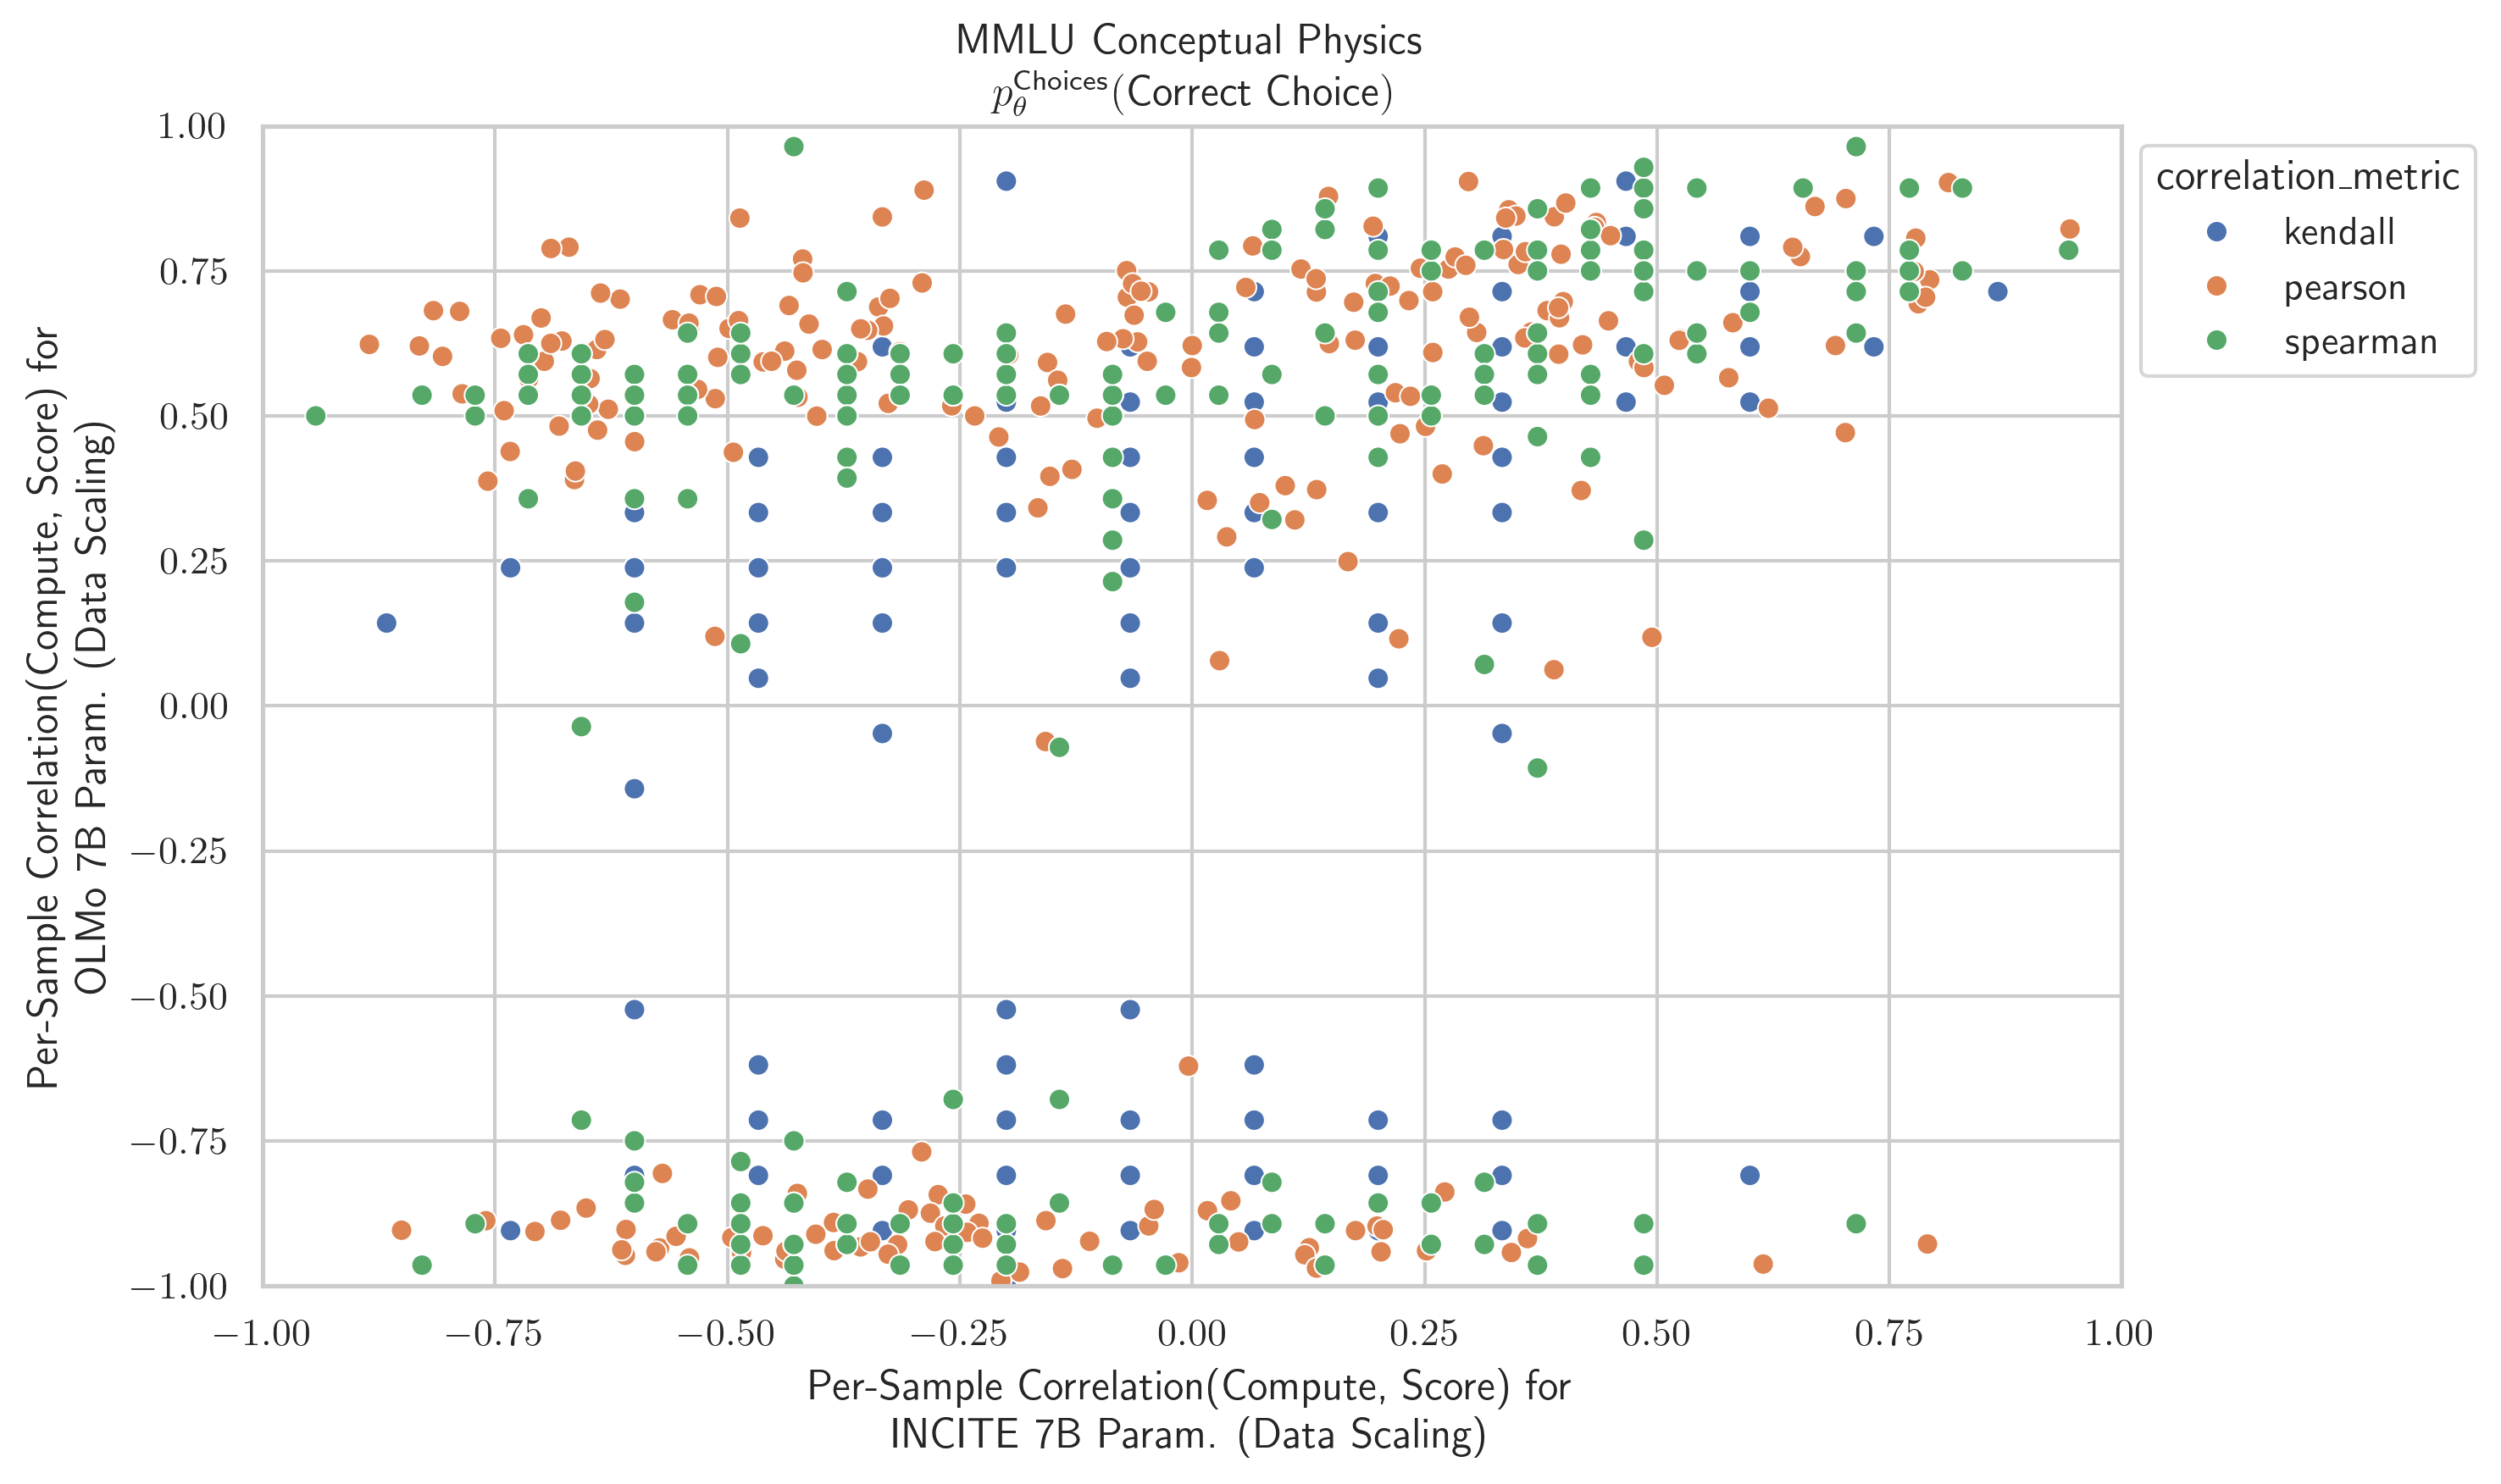 MMLU Conceptual Physics
p_θ^Choices(Correct Choice)
1.00
0.75
0.50
0.25
0.00
−0.25
−0.50
−0.75
−1.00
Per-Sample Correlation(Compute, Score) for
OLMo 7B Param. (Data Scaling)
−1.00 −0.75 −0.50 −0.25 0.00 0.25 0.50 0.75 1.00
Per-Sample Correlation(Compute, Score) for
INCITE 7B Param. (Data Scaling)
correlation_metric
kendall
pearson
spearman